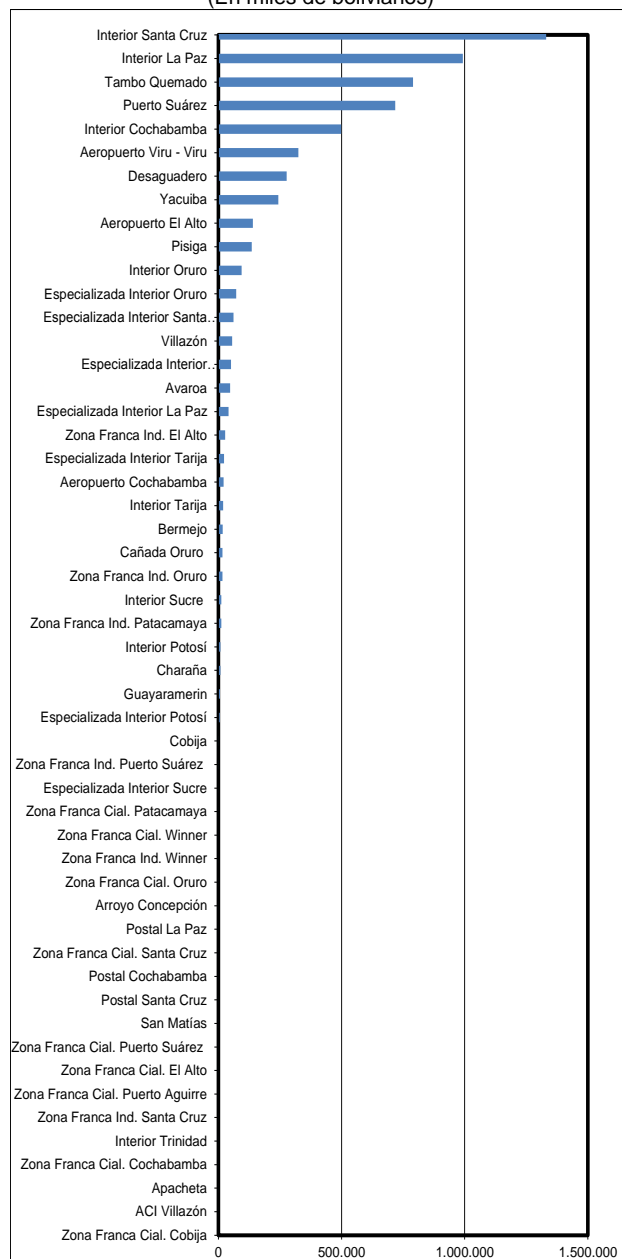 (En miles de bolivianos)
Interior Santa Cruz
Interior La Paz
Tambo Quemado
Puerto Suárez
Interior Cochabamba
Aeropuerto Viru - Viru
Desaguadero
Yacuiba
Aeropuerto El Alto
Pisiga
Interior Oruro
Especializada Interior Oruro
Especializada Interior Santa..
Villazón
Especializada Interior..
Avaroa
Especializada Interior La Paz
Zona Franca Ind. El Alto
Especializada Interior Tarija
Aeropuerto Cochabamba
Interior Tarija
Bermejo
Cañada Oruro
Zona Franca Ind. Oruro
Interior Sucre
Zona Franca Ind. Patacamaya
Interior Potosí
Charaña
Guayaramerin
Especializada Interior Potosí
Cobija
Zona Franca Ind. Puerto Suárez
Especializada Interior Sucre
Zona Franca Cial. Patacamaya
Zona Franca Cial. Winner
Zona Franca Ind. Winner
Zona Franca Cial. Oruro
Arroyo Concepción
Postal La Paz
Zona Franca Cial. Santa Cruz
Postal Cochabamba
Postal Santa Cruz
San Matías
Zona Franca Cial. Puerto Suárez
Zona Franca Cial. El Alto
Zona Franca Cial. Puerto Aguirre
Zona Franca Ind. Santa Cruz
Interior Trinidad
Zona Franca Cial. Cochabamba
Apacheta
ACI Villazón
Zona Franca Cial. Cobija
0 500.000 1.000.000 1.500.000